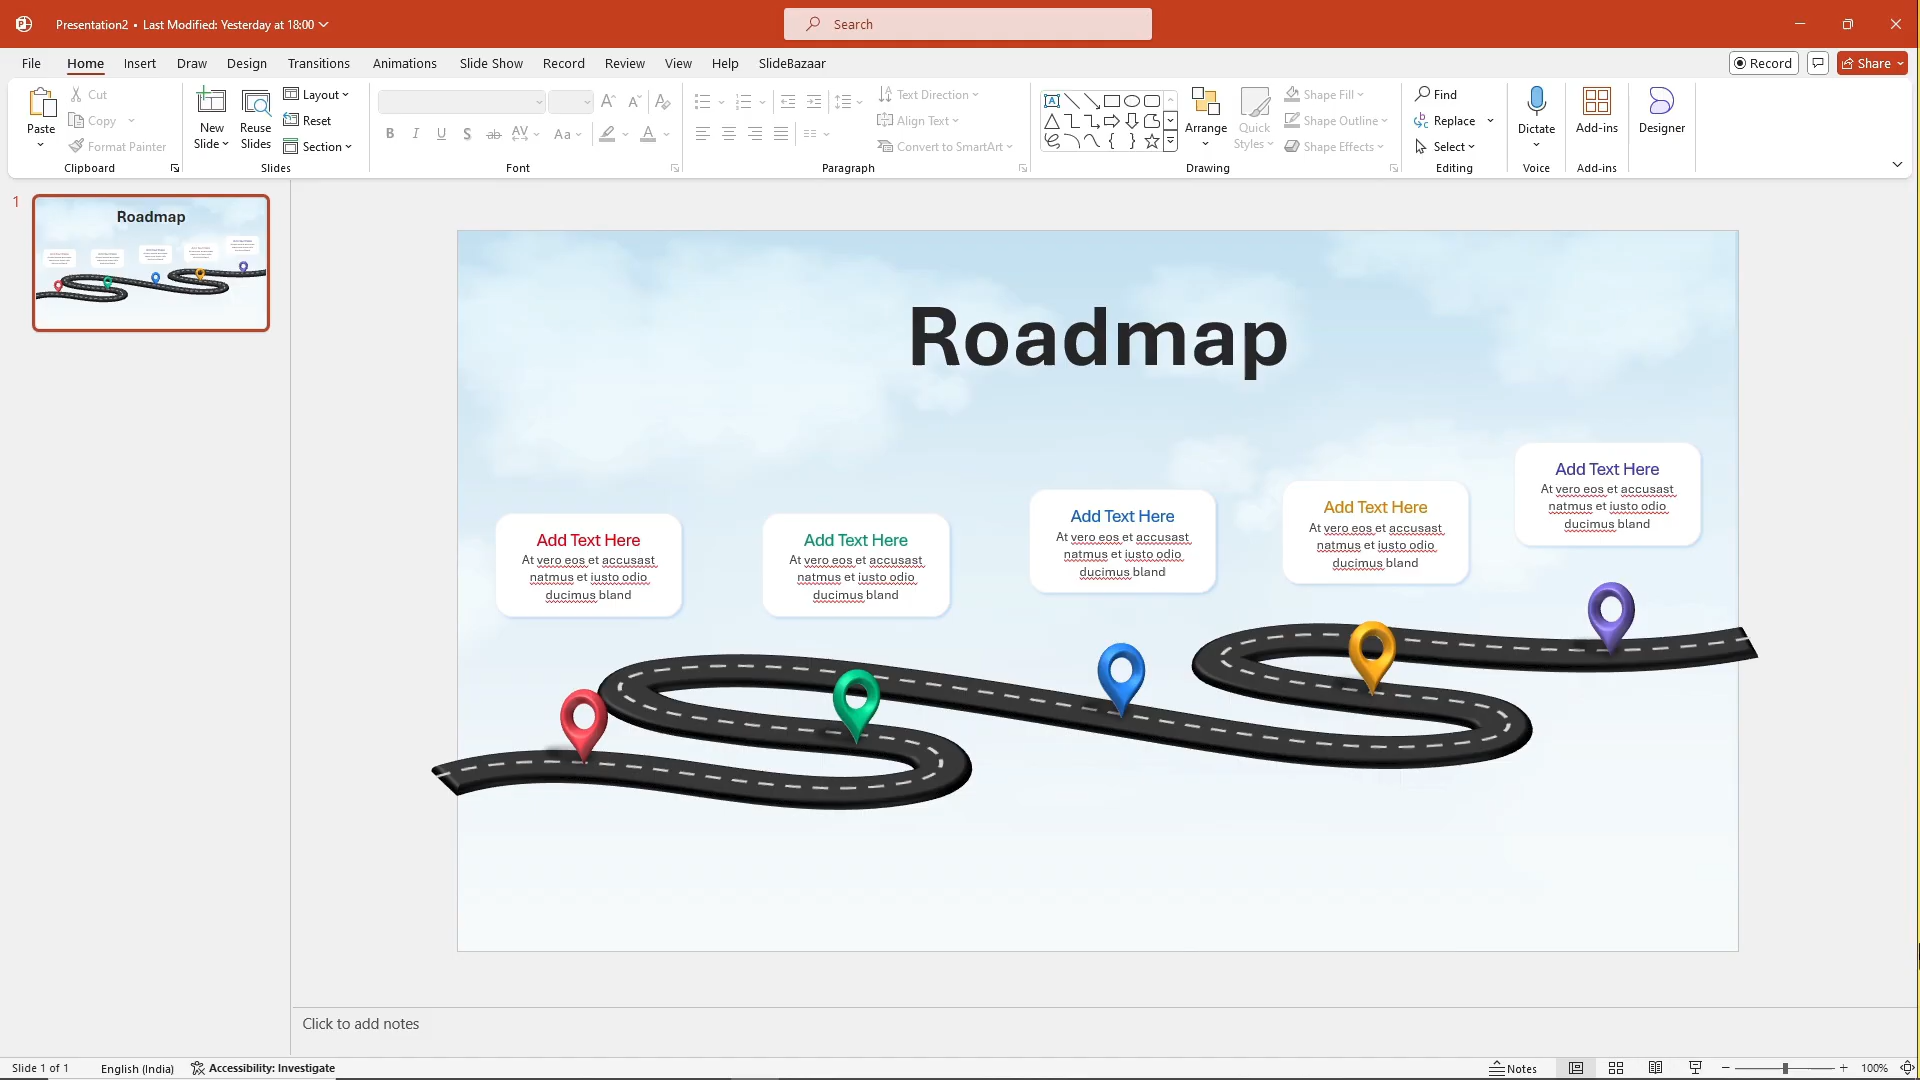 Presentation2 • Last Modified: Yesterday at 18:00
Search
File Home Insert Draw Design Transitions Animations Slide Show Record Review View Help SlideBazaar
Record
Share
Paste
Cut
Copy
Format Painter
Clipboard
New
Slide
Reuse
Slides
Layout
Reset
Section
Slides
B I U S ab AV Aa A
Font
Text Direction
Align Text
Convert to SmartArt
Paragraph
Arrange
Quick
Styles
Shape Fill
Shape Outline
Shape Effects
Drawing
Find
Replace
Select
Editing
Dictate
Voice
Add-ins
Add-ins
Designer
1
Roadmap
Roadmap
Add Text Here
At vero eos et accusast
natmus et iusto odio
ducimus bland
Add Text Here
At vero eos et accusast
natmus et iusto odio
ducimus bland
Add Text Here
At vero eos et accusast
natmus et iusto odio
ducimus bland
Add Text Here
At vero eos et accusast
natmus et iusto odio
ducimus bland
Add Text Here
At vero eos et accusast
natmus et iusto odio
ducimus bland
Click to add notes
Slide 1 of 1
English (India)
Accessibility: Investigate
Notes
100%